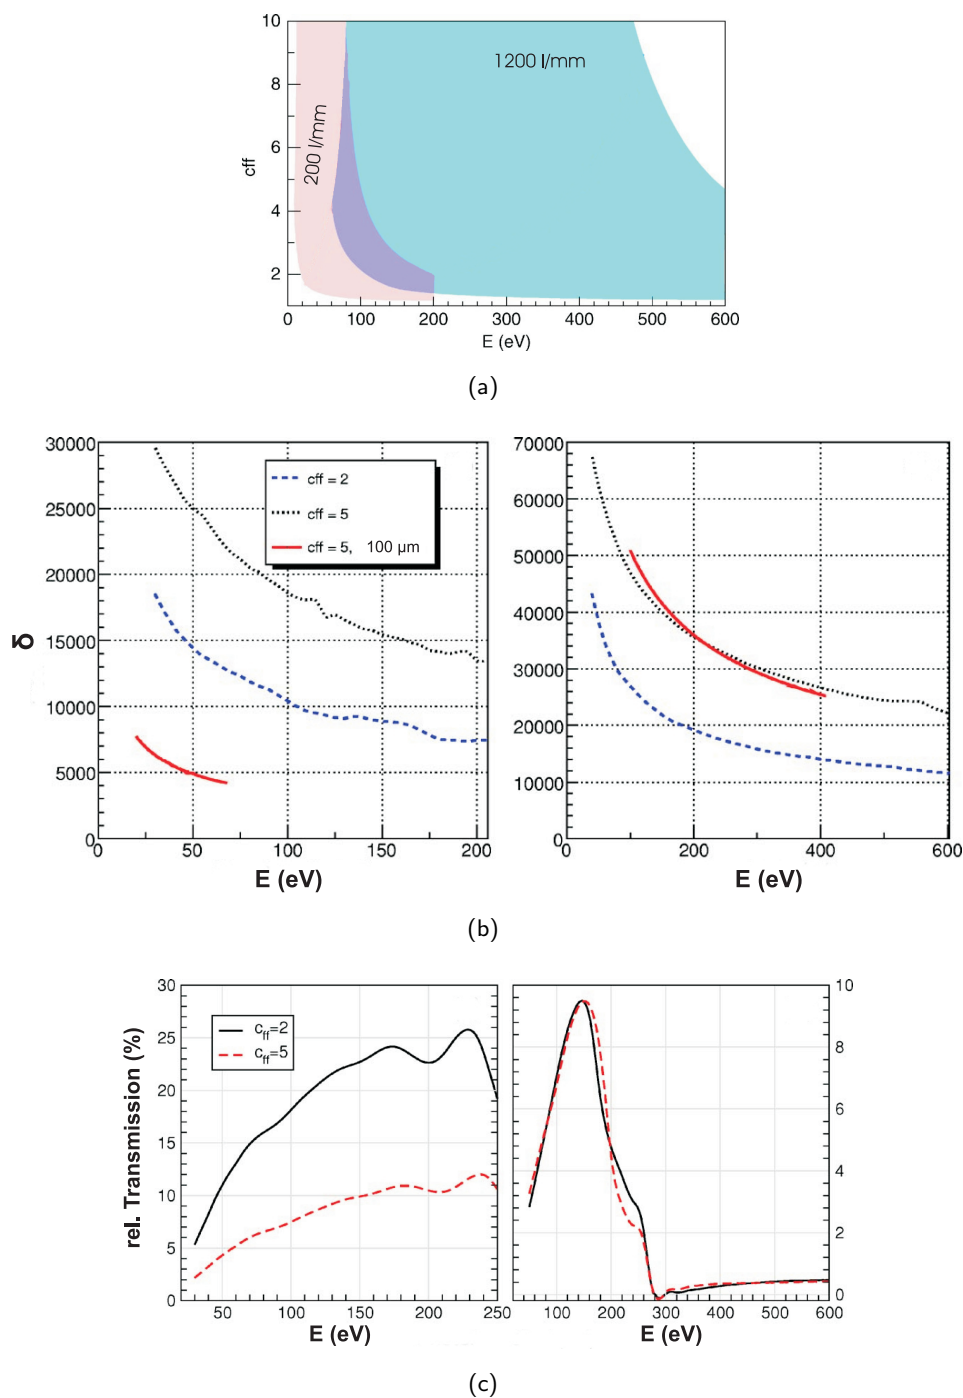 10
8
6
4
2
cff
200 l/mm
1200 l/mm
0 100 200 300 400 500 600
E (eV)
(a)
30000
25000
20000
15000
10000
5000
0
δ
cff = 2
cff = 5
cff = 5, 100 µm
0 50 100 150 200
E (eV)
70000
60000
50000
40000
30000
20000
10000
0
0 200 400 600
E (eV)
(b)
30
25
20
15
10
5
0
rel. Transmission (%)
cff=2
cff=5
50 100 150 200 250
E (eV)
10
8
6
4
2
0
100 200 300 400 500 600
E (eV)
(c)